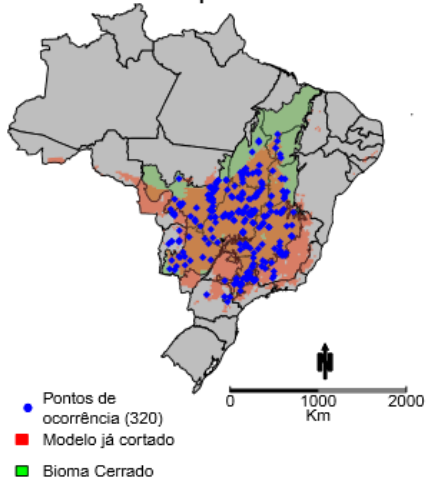 N
0
1000
2000
Km
Pontos de
ocorrência (320)
Modelo já cortado
Bioma Cerrado